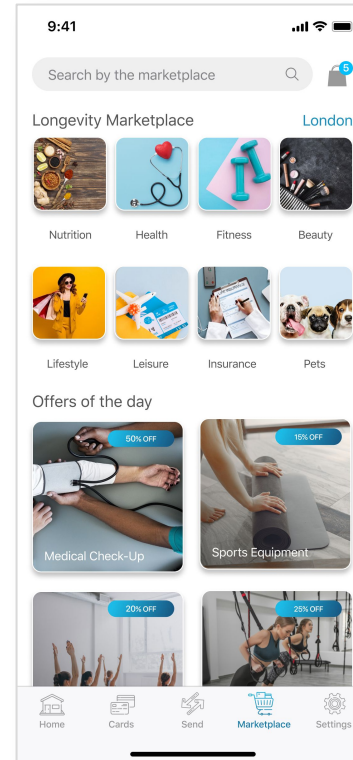 9:41
Search by the marketplace
5
Longevity Marketplace
London
Nutrition Health Fitness Beauty
Lifestyle Leisure Insurance Pets
Offers of the day
50% OFF
15% OFF
Medical Check-Up
Sports Equipment
20% OFF
25% OFF
Home Cards Send Marketplace Settings